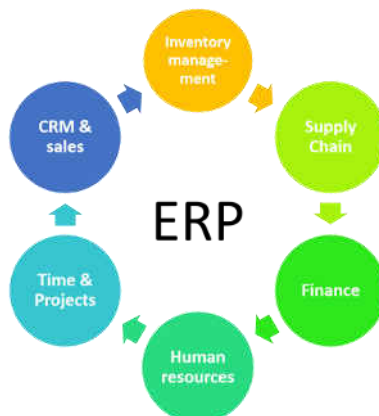 Inventory
manage-
ment
Supply
Chain
Finance
Human
resources
Time &
Projects
CRM &
sales
ERP